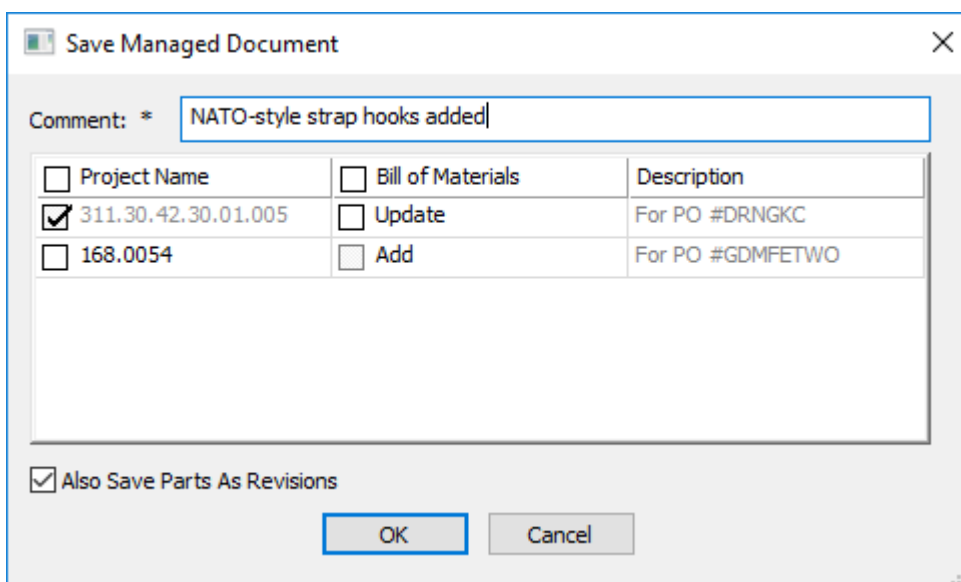 Save Managed Document
Comment: * NATO-style strap hooks added
Project Name Bill of Materials Description
311.30.42.30.01.005 Update For PO #DRNGKC
168.0054 Add For PO #GDMFETWO
Also Save Parts As Revisions
OK Cancel